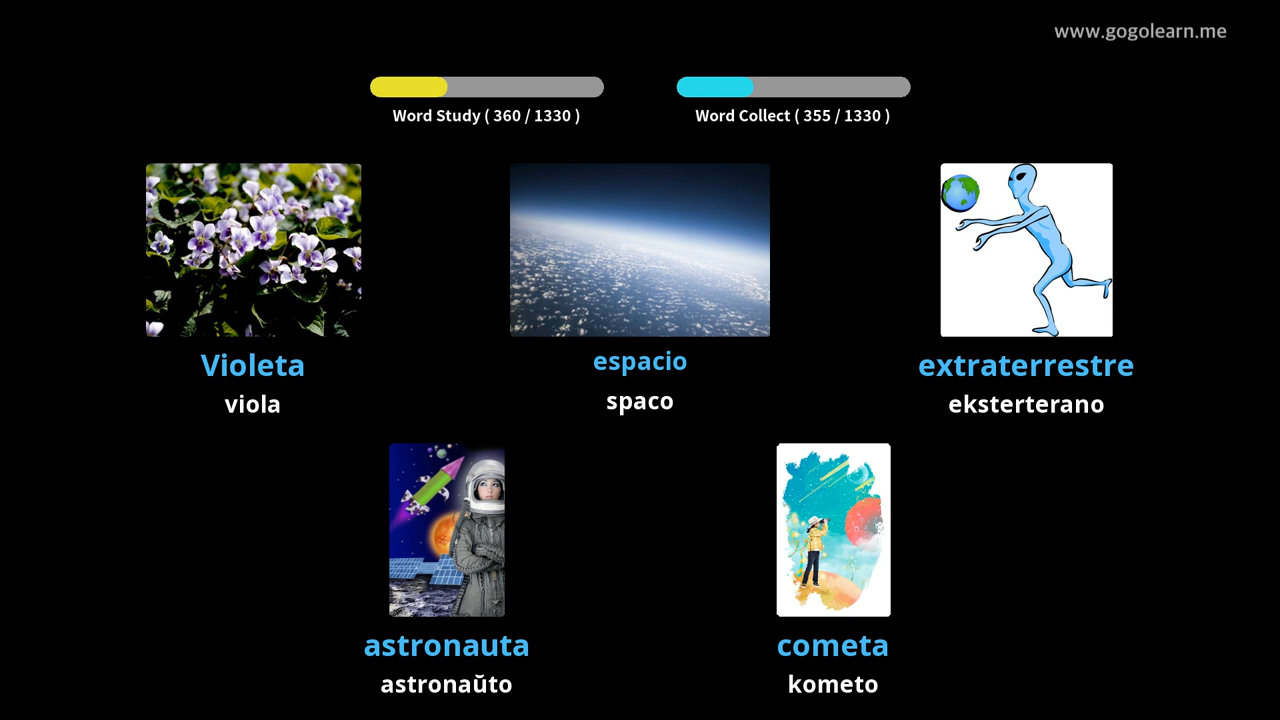 www.gogolearn.me
Word Study ( 360 / 1330 )
Word Collect ( 355 / 1330 )
Violeta
viola
espacio
spaco
extraterrestre
eksterterano
astronauta
astronaŭto
cometa
kometo